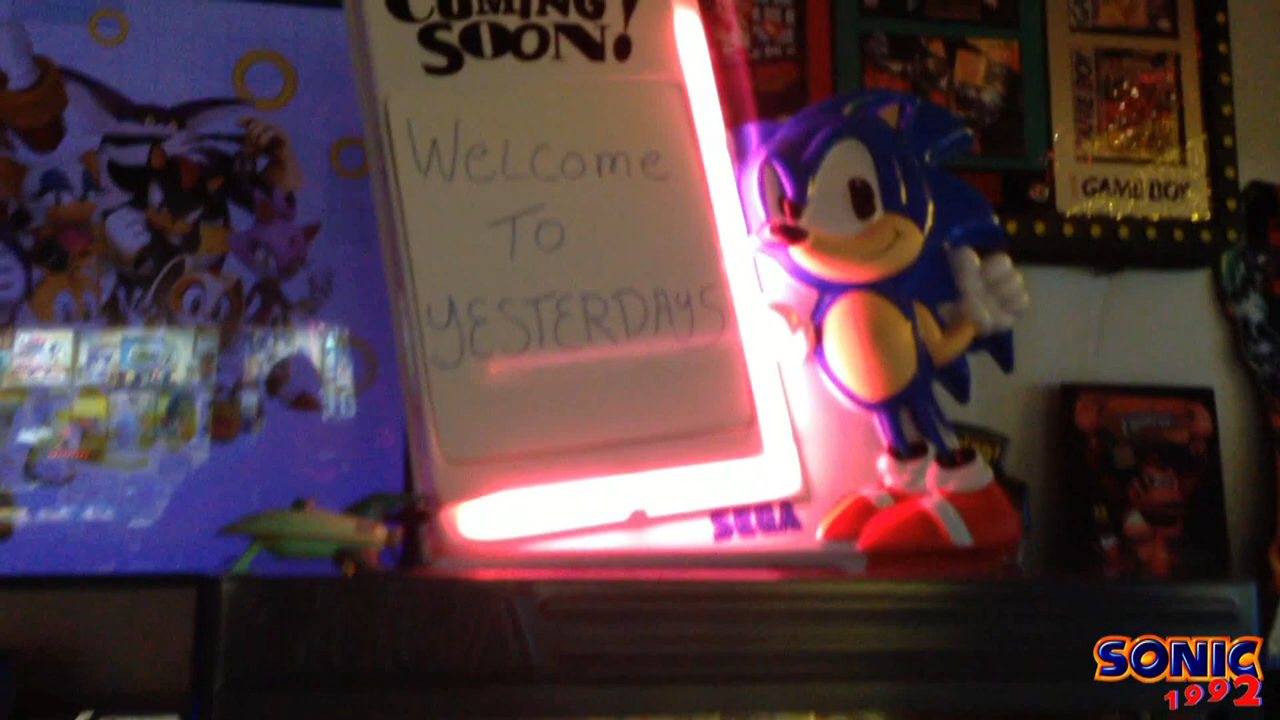 COMING
SOON!
WELCOME
TO
YESTERDAYS
SEGA
GAME BOY
SONIC
1992